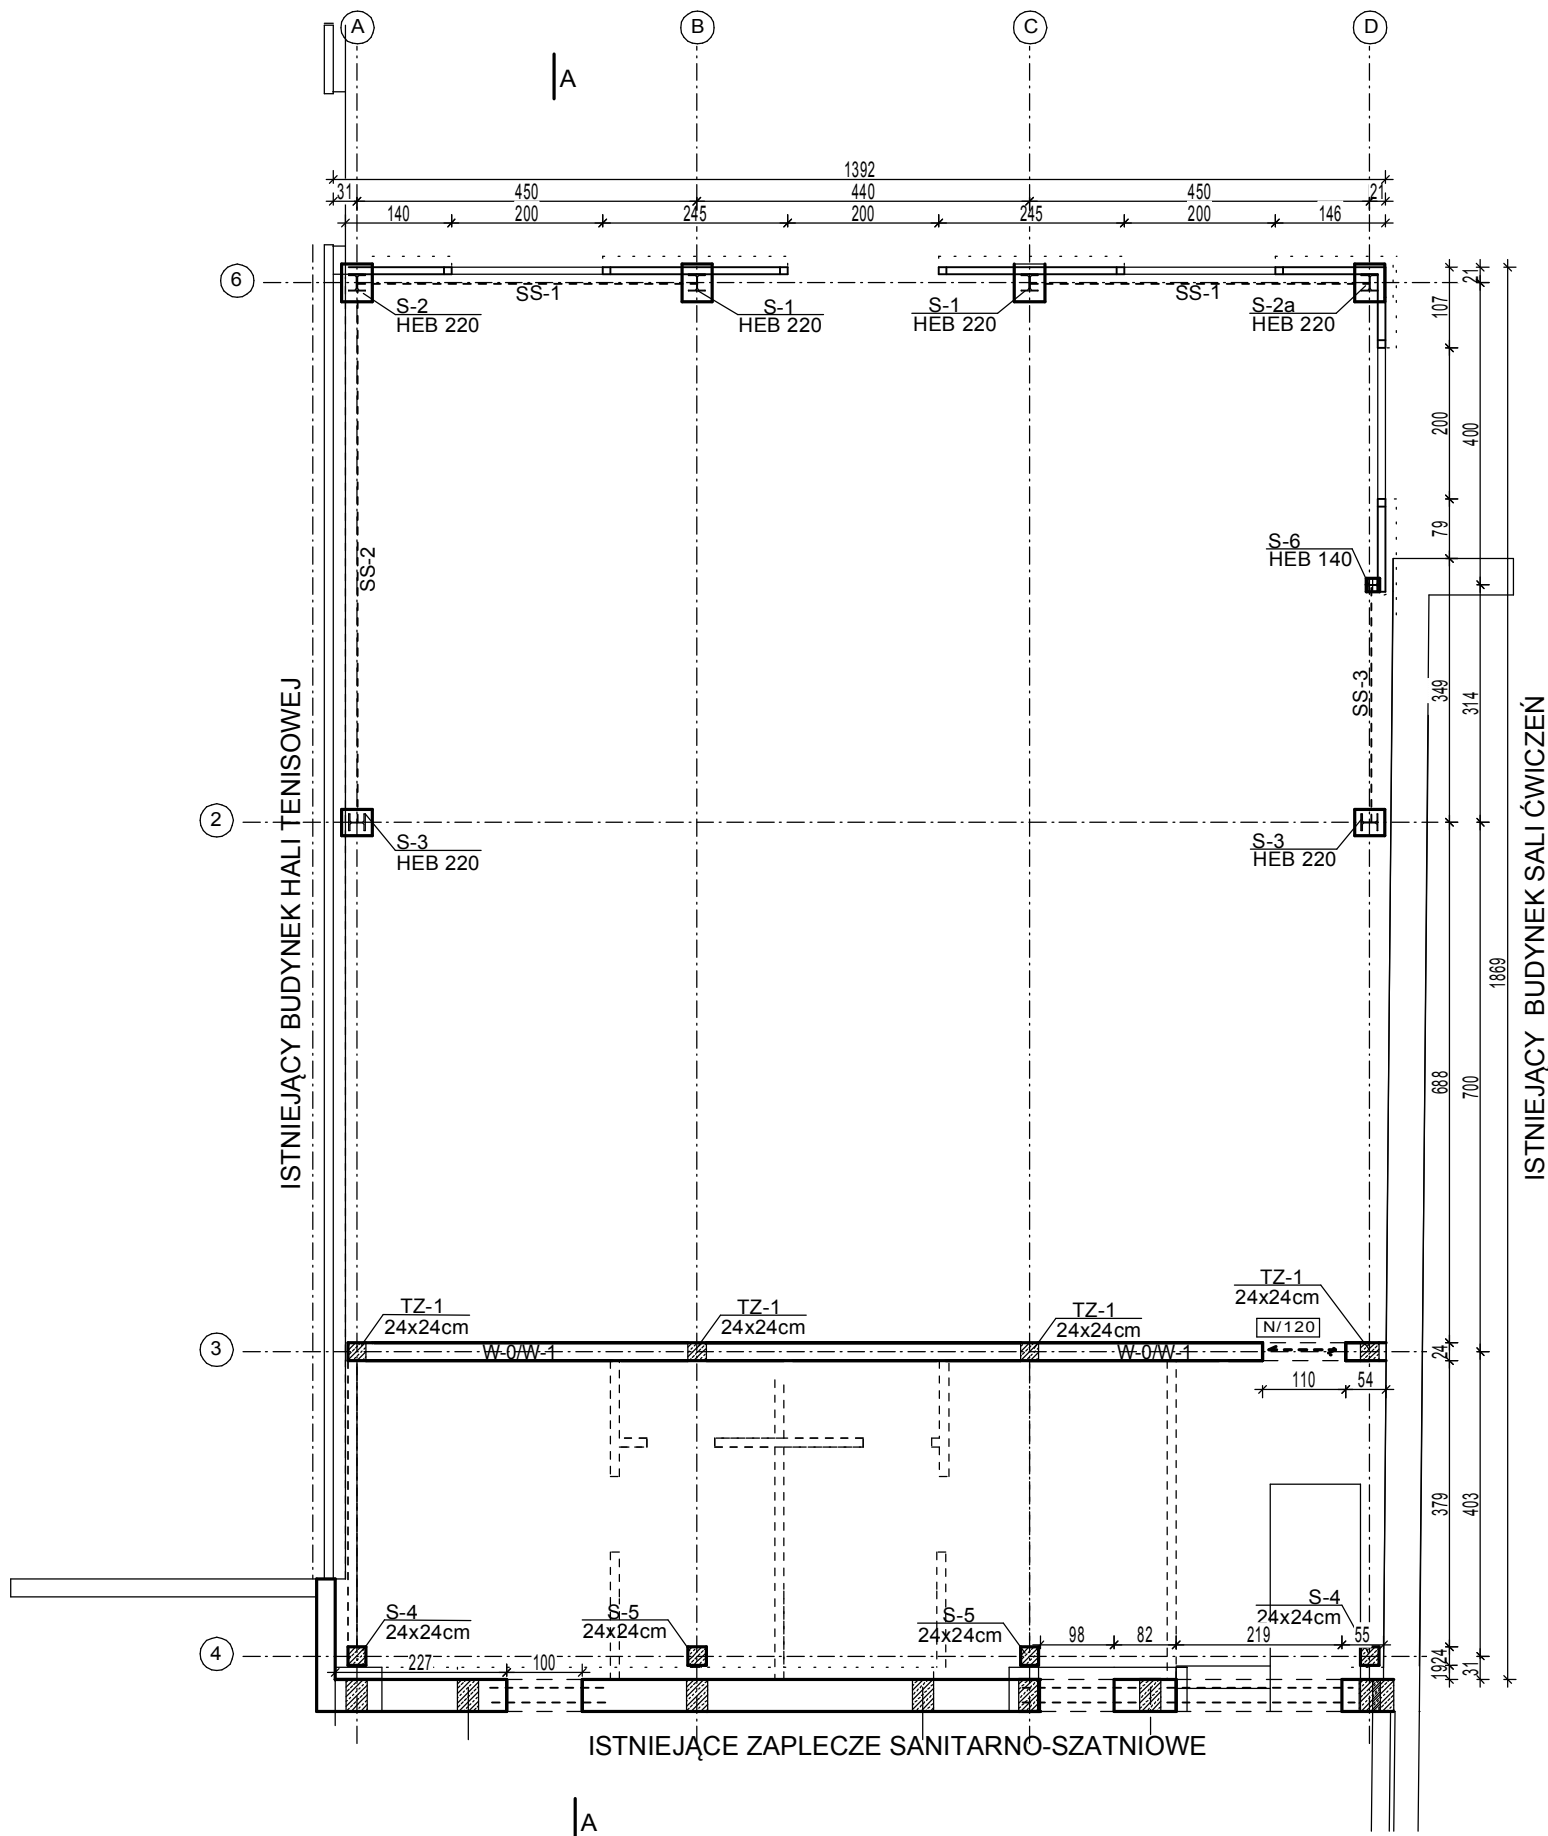 A
B
C
D
A
1392
31
450
440
450
21
140
200
245
200
245
200
146
6
SS-1
SS-1
S-2
HEB 220
S-1
HEB 220
S-1
HEB 220
S-2a
HEB 220
21
107
200
400
79
SS-2
S-6
HEB 140
SS-3
349
314
ISTNIEJĄCY BUDYNEK HALI TENISOWEJ
ISTNIEJĄCY BUDYNEK SALI ĆWICZEŃ
2
S-3
HEB 220
S-3
HEB 220
1869
688
700
TZ-1
24x24cm
TZ-1
24x24cm
TZ-1
24x24cm
TZ-1
24x24cm
N/120
3
W-0/W-1
W-0/W-1
24
110
54
379
403
S-4
24x24cm
S-5
24x24cm
S-5
24x24cm
S-4
24x24cm
98
82
219
55
4
227
100
24
19
31
ISTNIEJĄCE ZAPLECZE SANITARNO-SZATNIOWE
A